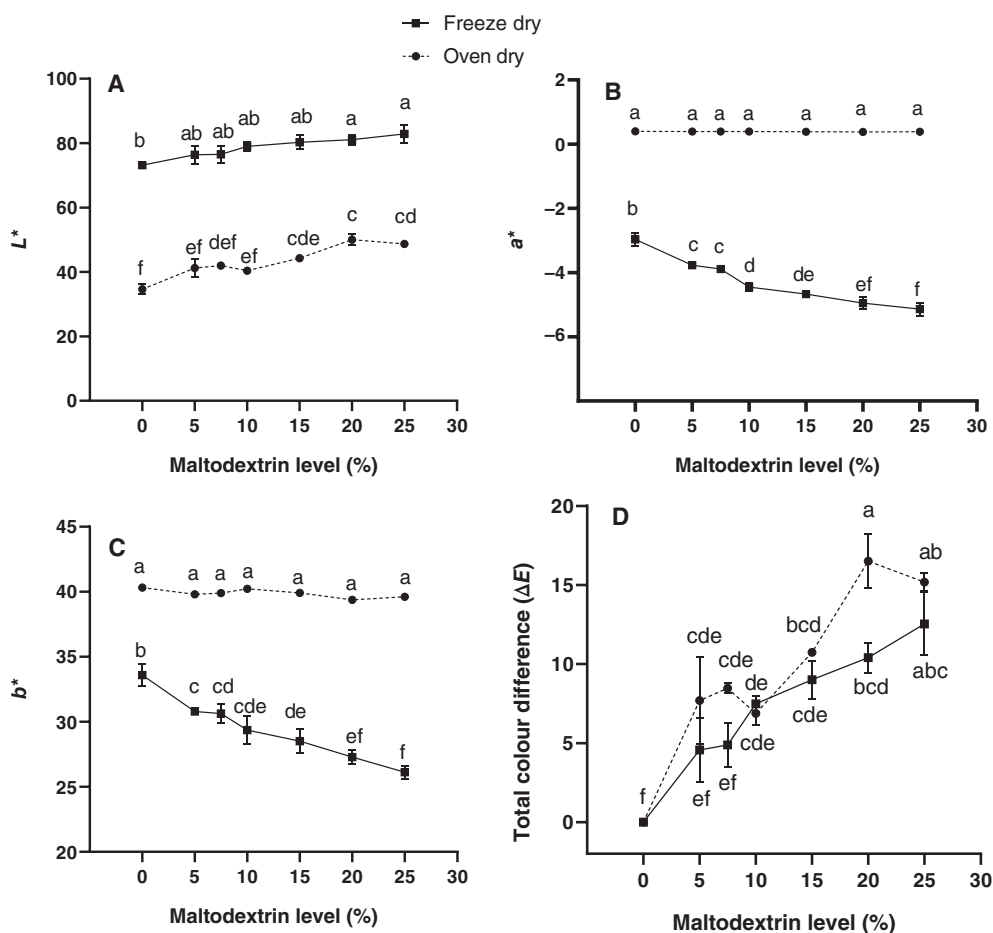 Freeze dry
Oven dry
A
100
80
60
40
20
0
L*
b ab ab ab ab a a
f ef def ef cde c cd
0 5 10 15 20 25 30
Maltodextrin level (%)
B
2
0
–2
–4
–6
a*
a a a a a a a
b c c d de ef f
0 5 10 15 20 25 30
Maltodextrin level (%)
C
45
40
35
30
25
20
b*
a a a a a a a
b c cd cde de ef f
0 5 10 15 20 25 30
Maltodextrin level (%)
D
20
15
10
5
0
Total colour difference (ΔE)
f cde cde de bcd a ab
ef ef cde cde bcd abc
0 5 10 15 20 25 30
Maltodextrin level (%)